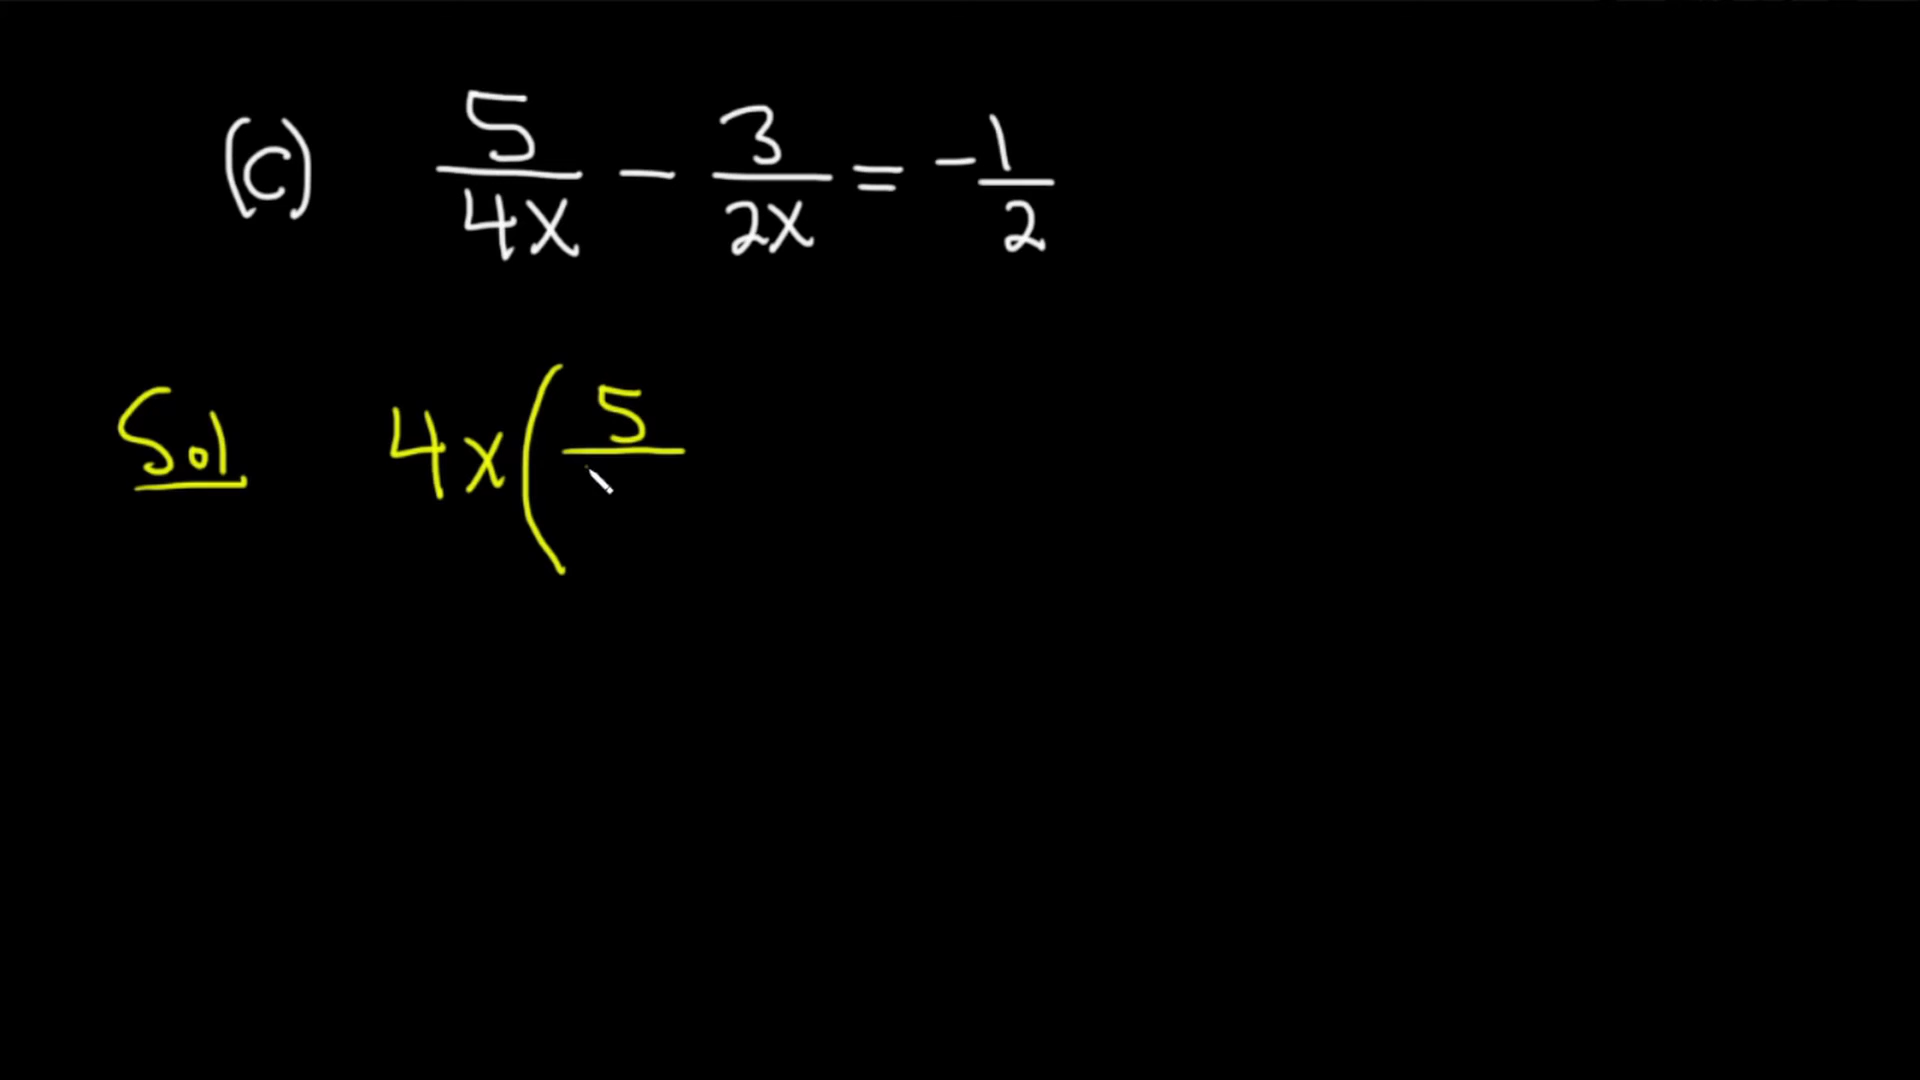 (c) 5/4x - 3/2x = -1/2
Sol 4x(5/